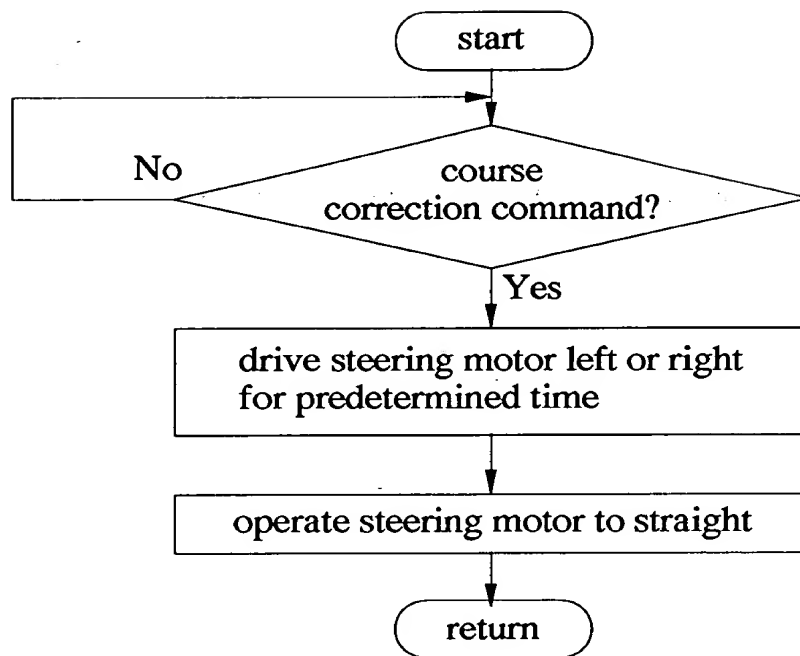 start
No
course
correction command?
Yes
drive steering motor left or right
for predetermined time
operate steering motor to straight
return